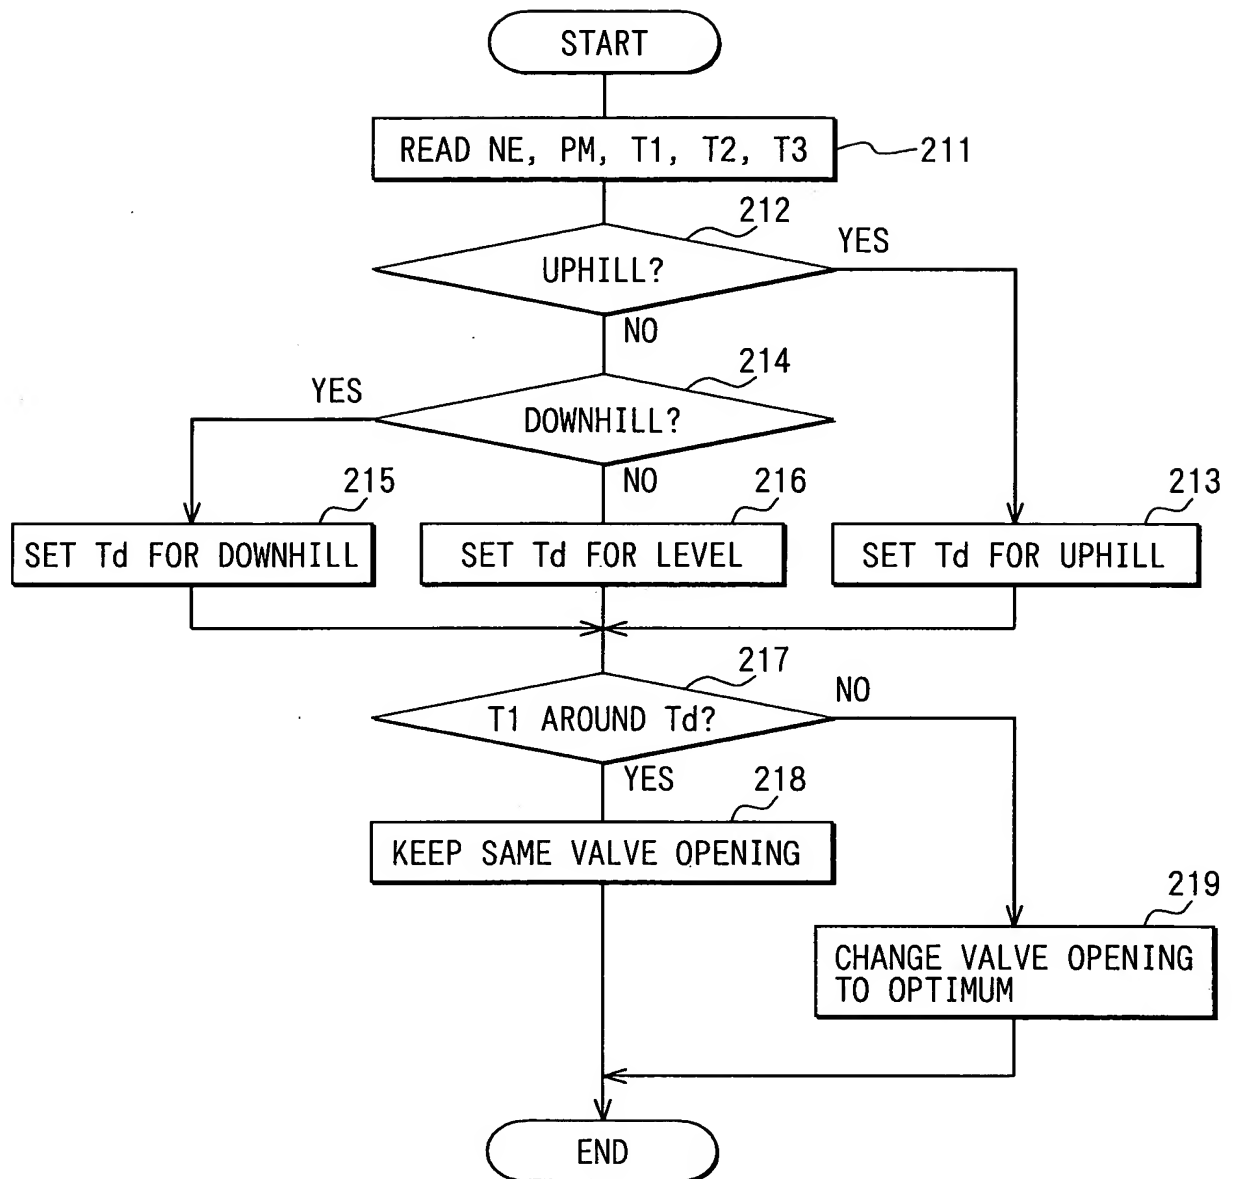 START
READ NE, PM, T1, T2, T3
211
212
UPHILL?
YES
NO
214
YES
DOWNHILL?
NO
215
216
213
SET Td FOR DOWNHILL
SET Td FOR LEVEL
SET Td FOR UPHILL
217
T1 AROUND Td?
NO
YES
218
KEEP SAME VALVE OPENING
219
CHANGE VALVE OPENING
TO OPTIMUM
END